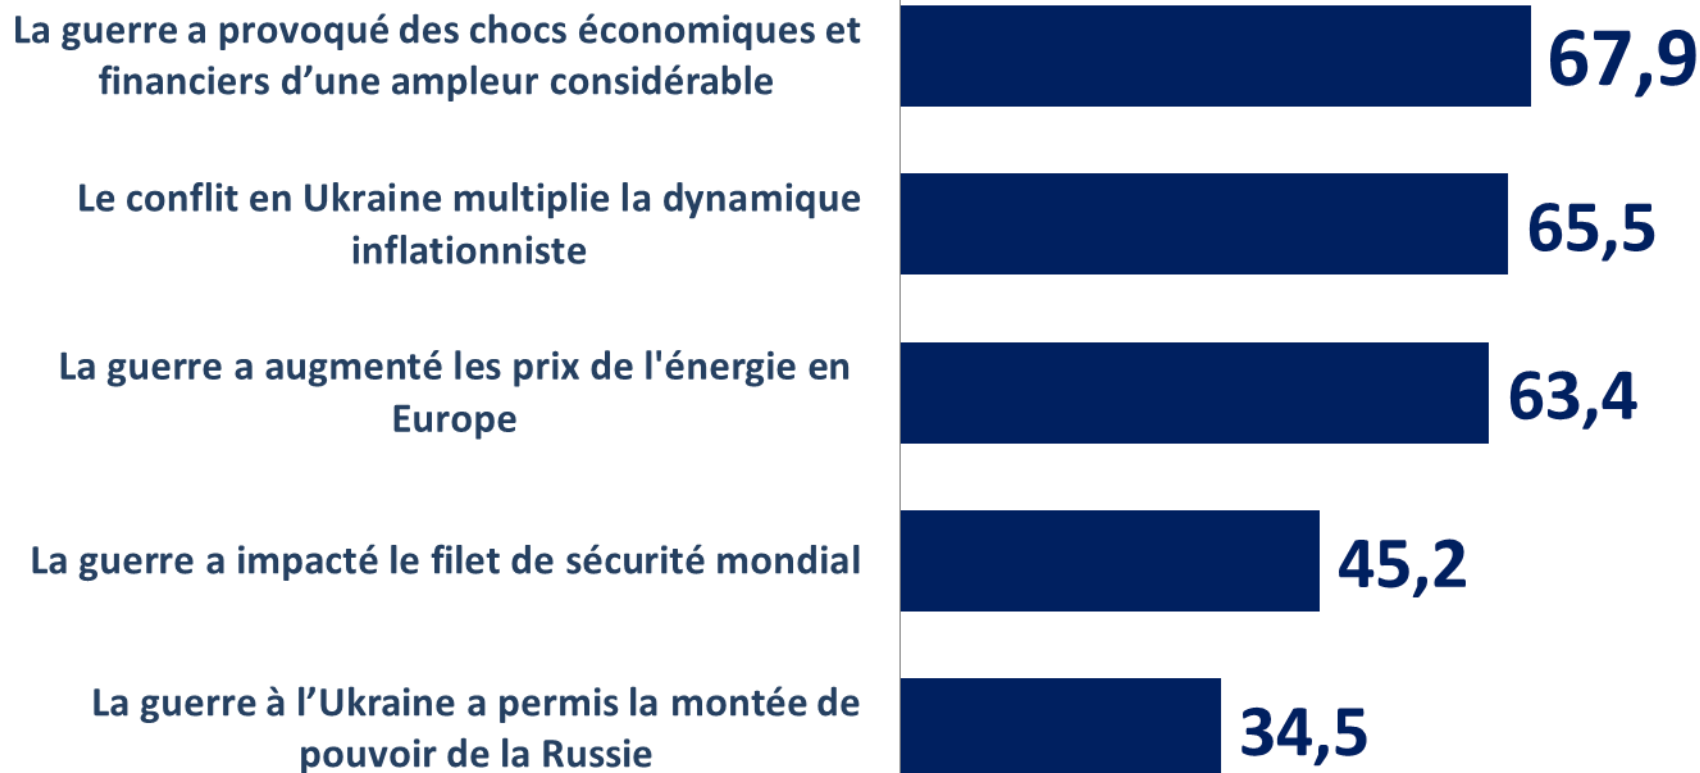 La guerre a provoqué des chocs économiques et
financiers d’une ampleur considérable
67,9
Le conflit en Ukraine multiplie la dynamique
inflationniste
65,5
La guerre a augmenté les prix de l'énergie en
Europe
63,4
La guerre a impacté le filet de sécurité mondial
45,2
La guerre à l’Ukraine a permis la montée de
pouvoir de la Russie
34,5